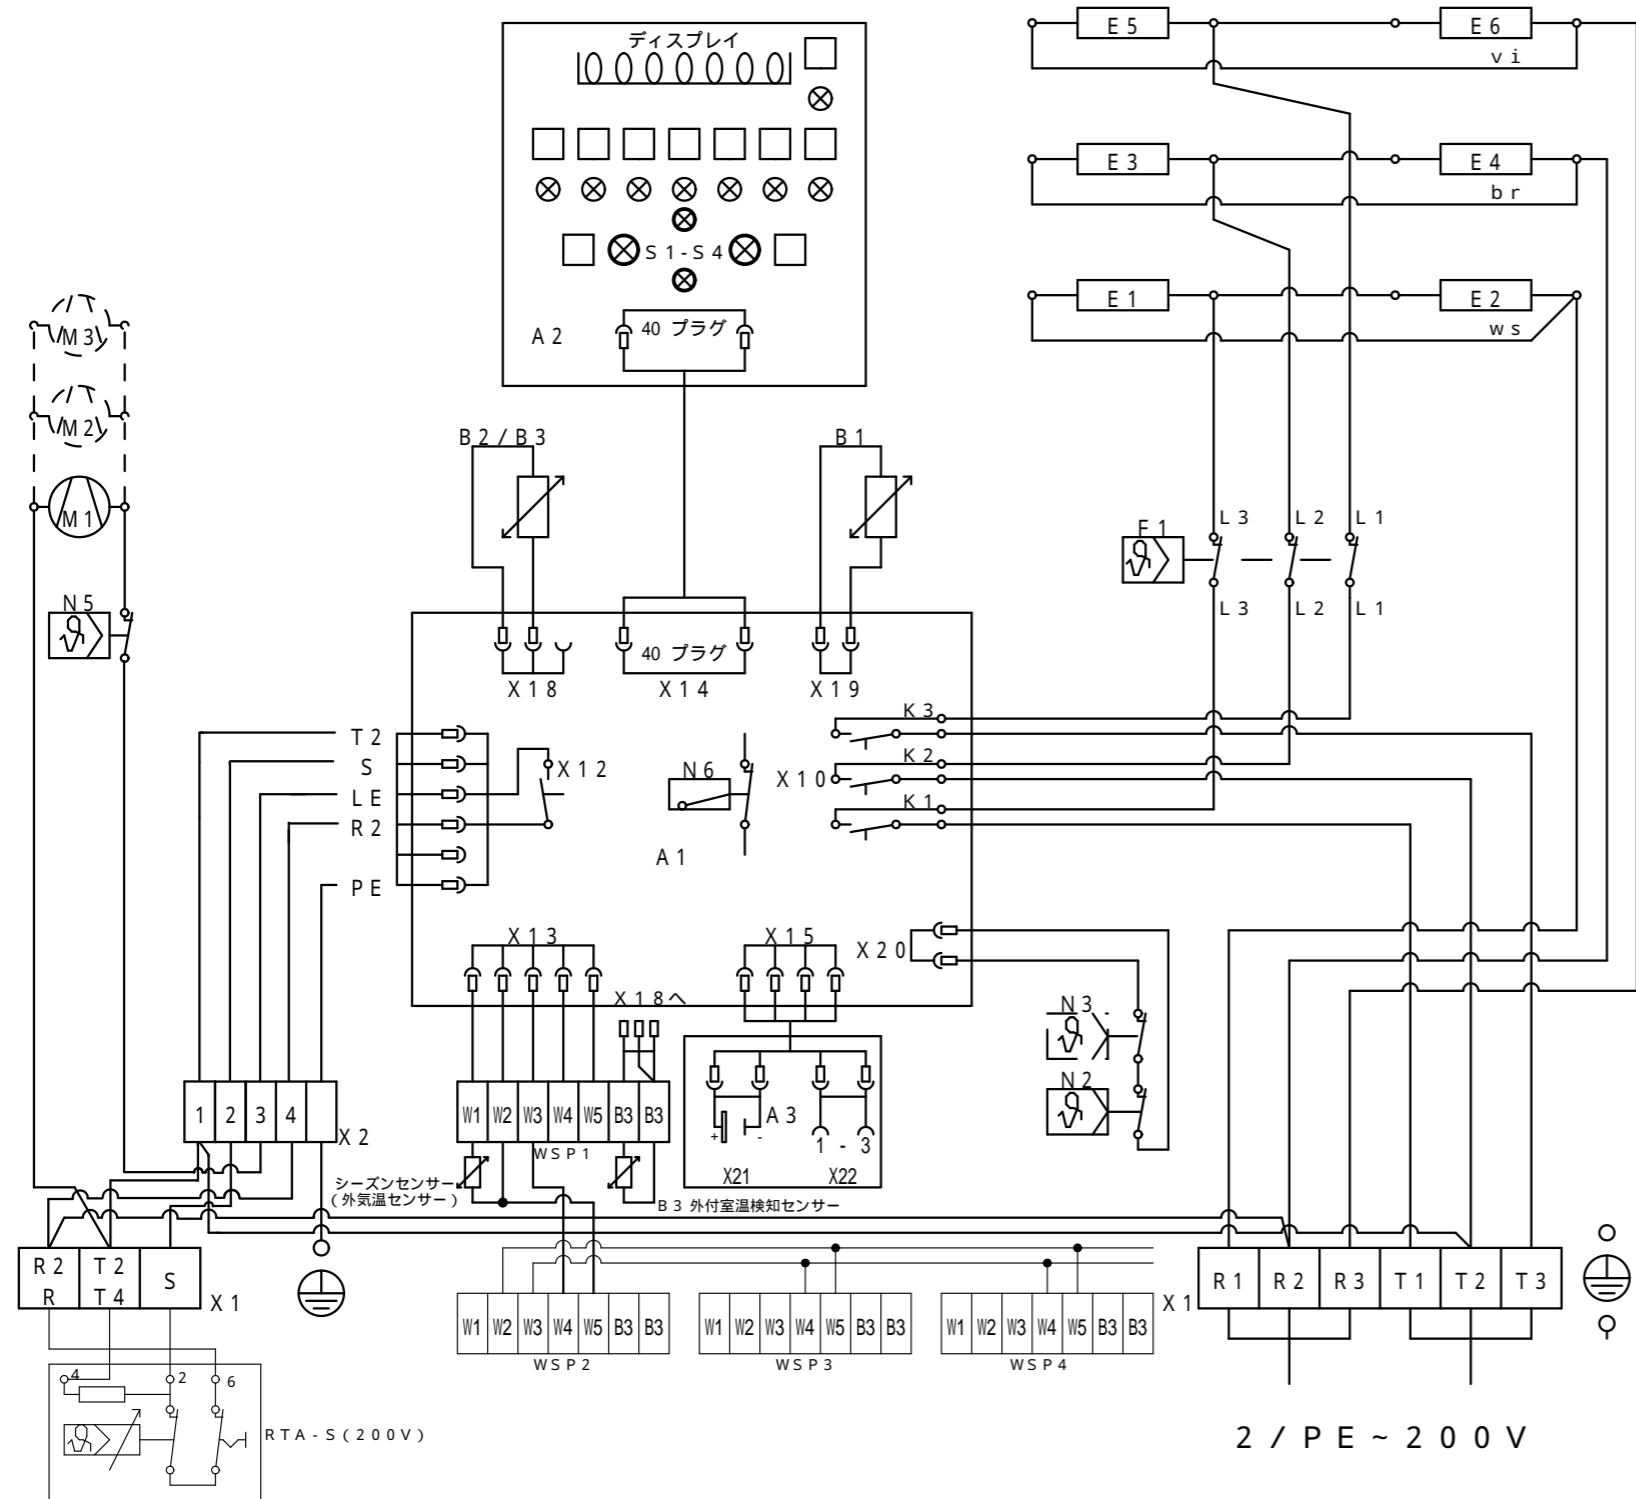 ディスプレイ
S1-S4
40 プラグ
A2
E5
E6
vi
E3
E4
br
E1
E2
ws
M3
M2
M1
N5
B2/B3
B1
F1
L3
L2
L1
L3
L2
L1
40 プラグ
X18
X14
X19
T2
S
LE
R2
PE
X12
N6
A1
X10
K3
K2
K1
X13
X15
X20
X18へ
N3
N2
1
2
3
4
X2
W1
W2
W3
W4
W5
B3
B3
WSP1
A3
+
-
1 - 3
X21
X22
シーズンセンサー
(外気温センサー)
B3 外付室温検知センサー
R2
R
T2
T4
S
X1
W1
W2
W3
W4
W5
B3
B3
WSP2
W1
W2
W3
W4
W5
B3
B3
WSP3
W1
W2
W3
W4
W5
B3
B3
WSP4
X1
R1
R2
R3
T1
T2
T3
4
2
6
RTA-S(200V)
2/PE~200V